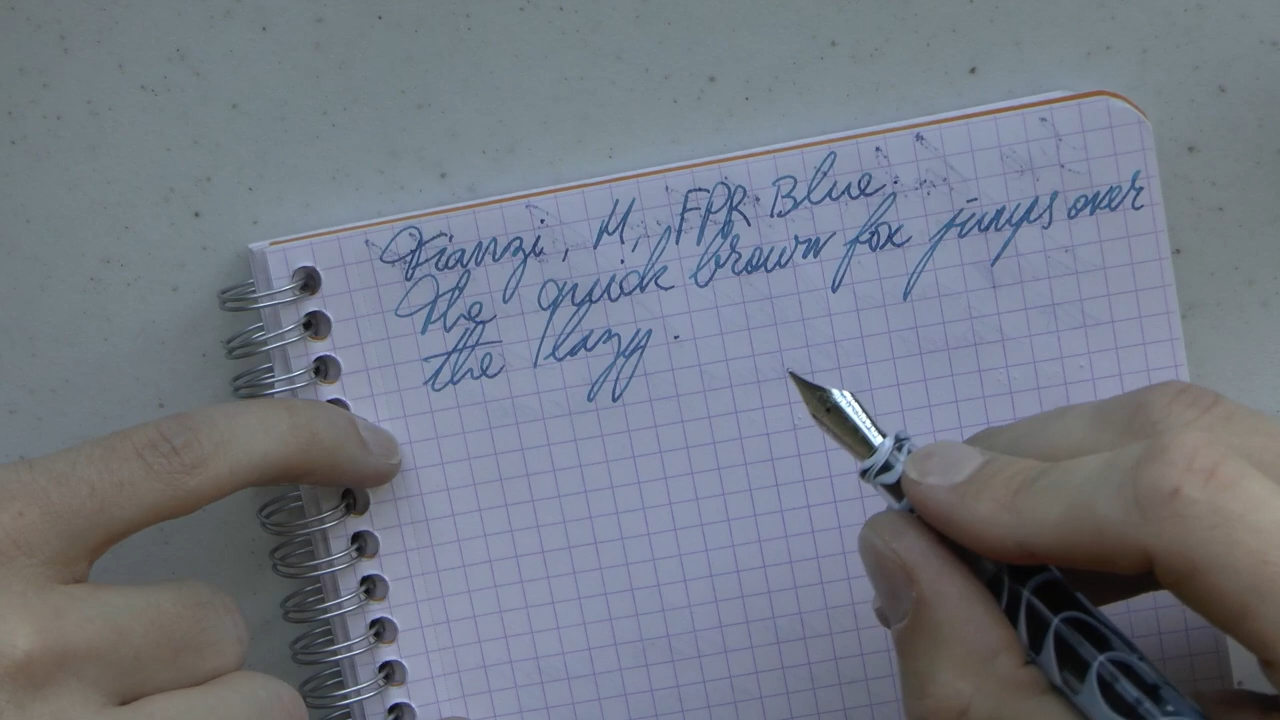 Fianzi, M, FPR Blue.
The quick brown fox jumps over
the lazy.